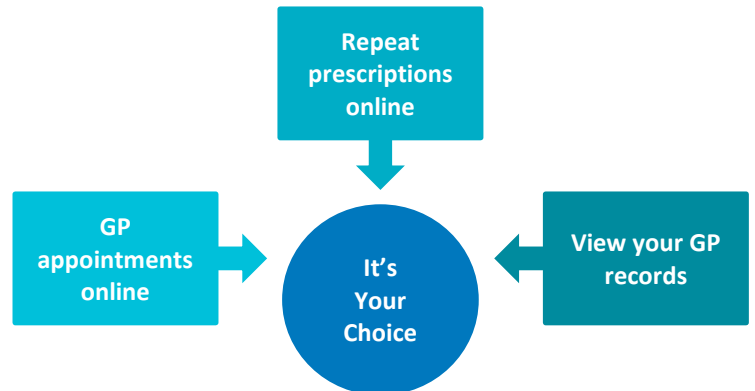 Repeat
prescriptions
online
GP
appointments
online
It’s
Your
Choice
View your GP
records